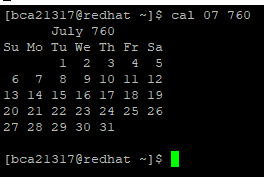 [bca21317@redhat ~]$ cal 07 760
      July 760
Su Mo Tu We Th Fr Sa
       1  2  3  4  5
 6  7  8  9 10 11 12
13 14 15 16 17 18 19
20 21 22 23 24 25 26
27 28 29 30 31
[bca21317@redhat ~]$